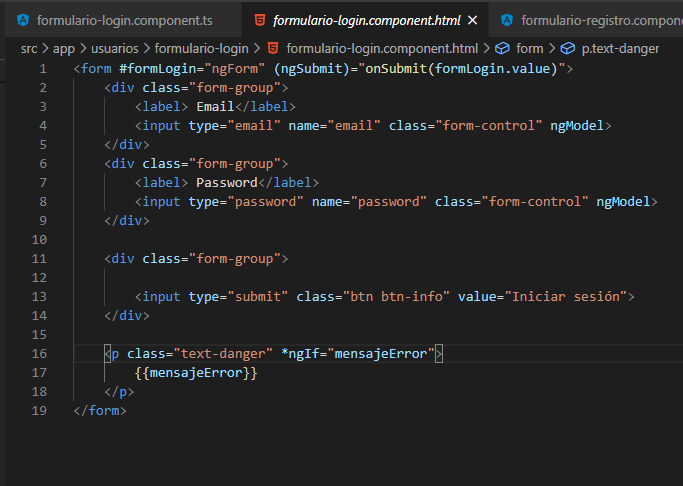 formulario-login.component.ts formulario-login.component.html × formulario-registro.compone
src > app > usuarios > formulario-login > formulario-login.component.html > form > p.text-danger
1 <form #formLogin="ngForm" (ngSubmit)="onSubmit(formLogin.value)">
2 <div class="form-group">
3 <label> Email</label>
4 <input type="email" name="email" class="form-control" ngModel>
5 </div>
6 <div class="form-group">
7 <label> Password</label>
8 <input type="password" name="password" class="form-control" ngModel>
9 </div>
10
11 <div class="form-group">
12
13 <input type="submit" class="btn btn-info" value="Iniciar sesión">
14 </div>
15
16 <p class="text-danger" *ngIf="mensajeError">
17 {{mensajeError}}
18 </p>
19 </form>